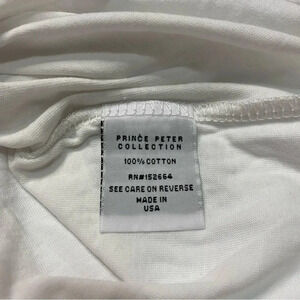 PRINCE PETER
COLLECTION
100% COTTON
RN#152664
SEE CARE ON REVERSE
MADE IN
USA